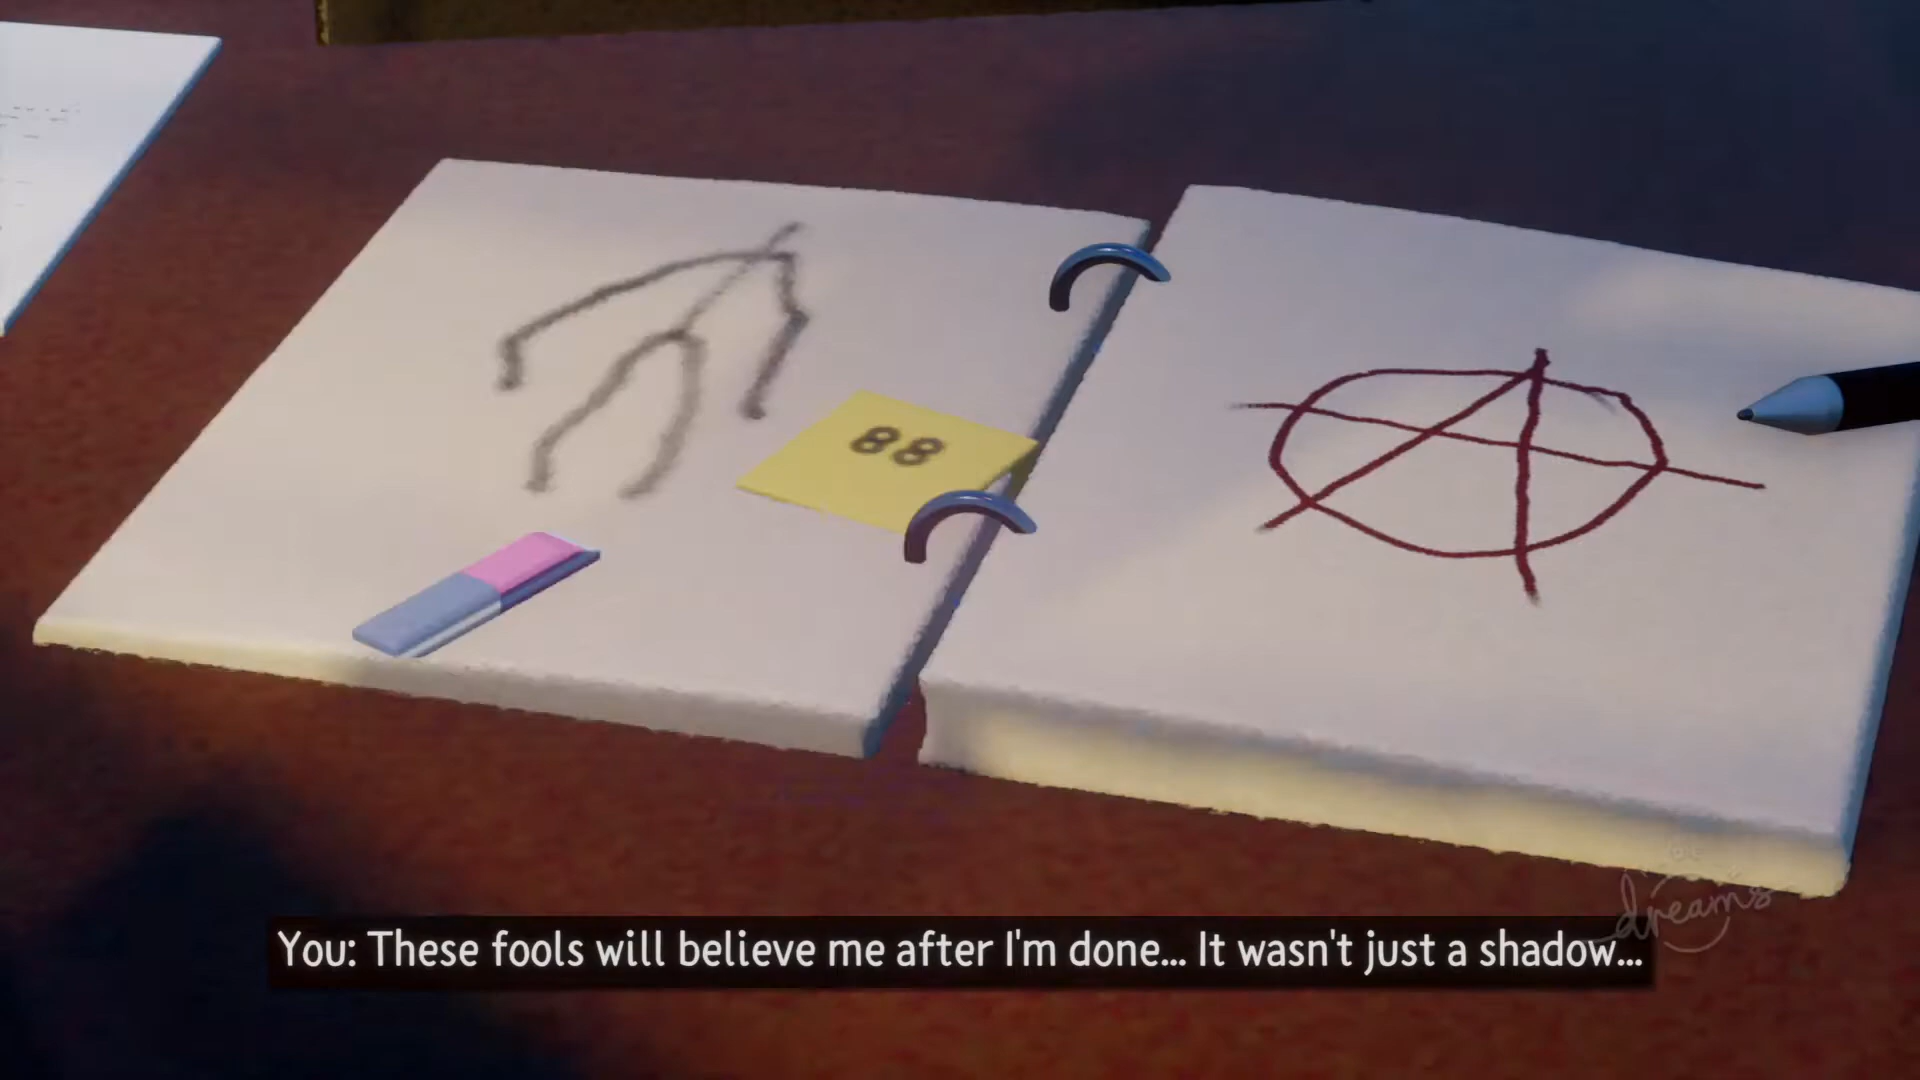 88
You: These fools will believe me after I'm done... It wasn't just a shadow...
dreams